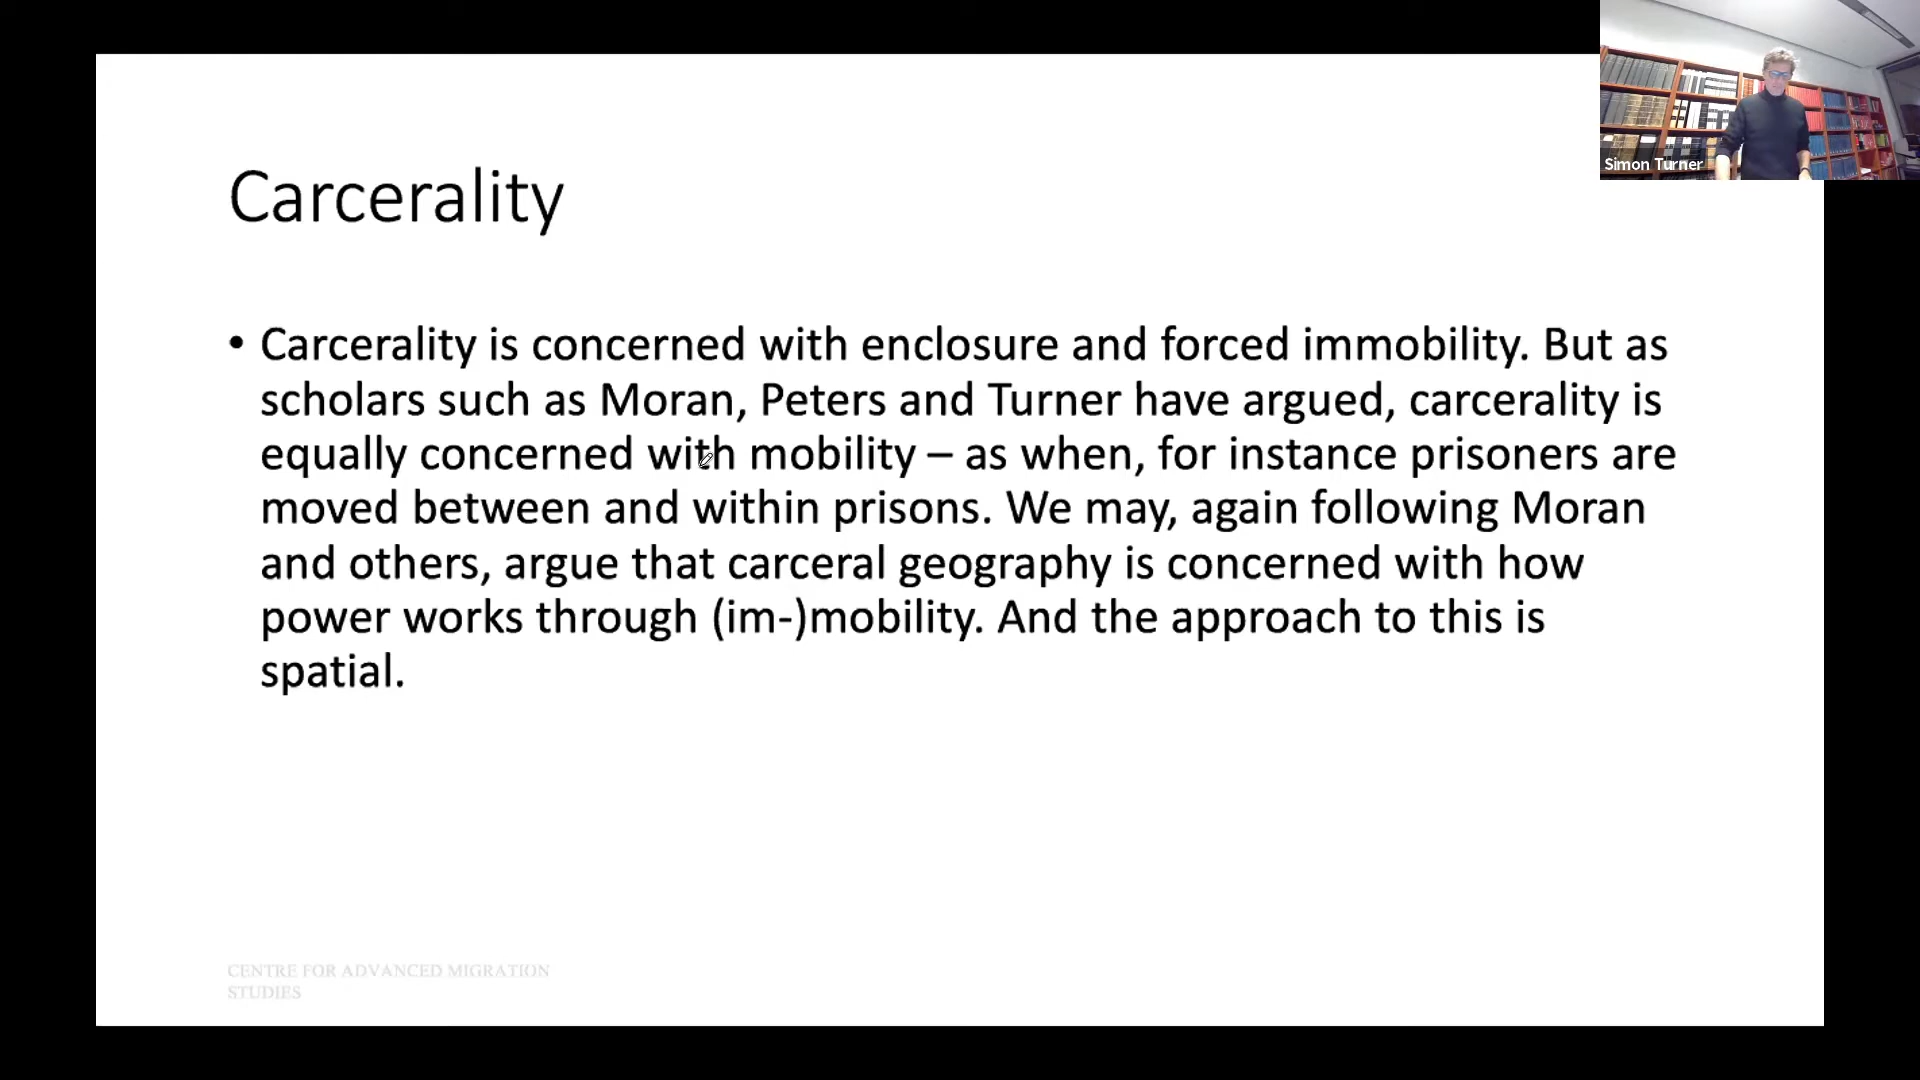 Simon Turner
Carcerality
• Carcerality is concerned with enclosure and forced immobility. But as
scholars such as Moran, Peters and Turner have argued, carcerality is
equally concerned with mobility – as when, for instance prisoners are
moved between and within prisons. We may, again following Moran
and others, argue that carceral geography is concerned with how
power works through (im-)mobility. And the approach to this is
spatial.
CENTRE FOR ADVANCED MIGRATION
STUDIES